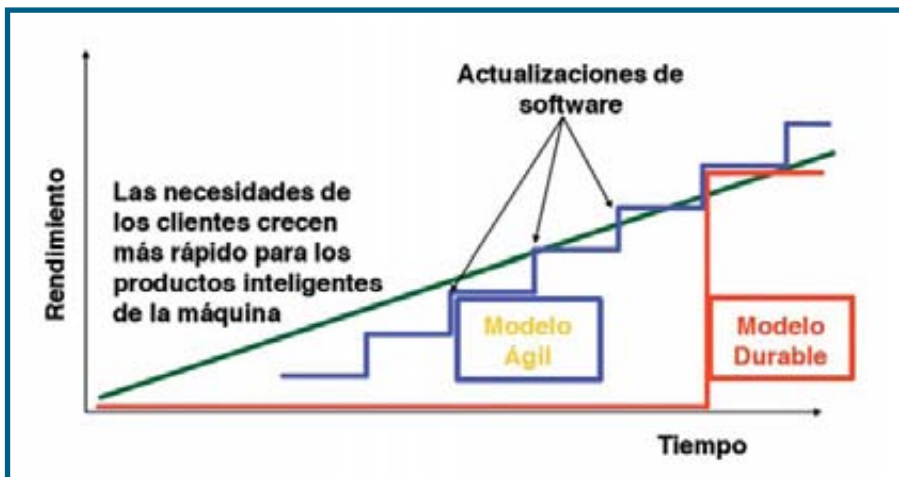 Actualizaciones de
software
Rendimiento
Las necesidades de
los clientes crecen
más rápido para los
productos inteligentes
de la máquina
Modelo
Ágil
Modelo
Durable
Tiempo